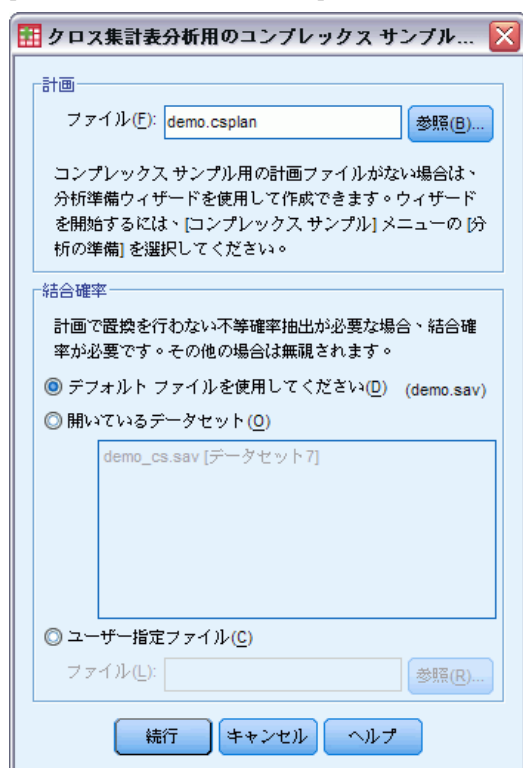 クロス集計表分析用のコンプレックス サンプル...
計画
ファイル(F): demo.csplan 参照(B)...
コンプレックス サンプル用の計画ファイルがない場合は、
分析準備ウィザードを使用して作成できます。ウィザード
を開始するには、[コンプレックス サンプル] メニューの [分
析の準備] を選択してください。
結合確率
計画で置換を行わない不等確率抽出が必要な場合、結合確
率が必要です。その他の場合は無視されます。
デフォルト ファイルを使用してください(D) (demo.sav)
開いているデータセット(O)
demo_cs.sav [データセット7]
ユーザー指定ファイル(C)
ファイル(L): 参照(R)...
続行 キャンセル ヘルプ